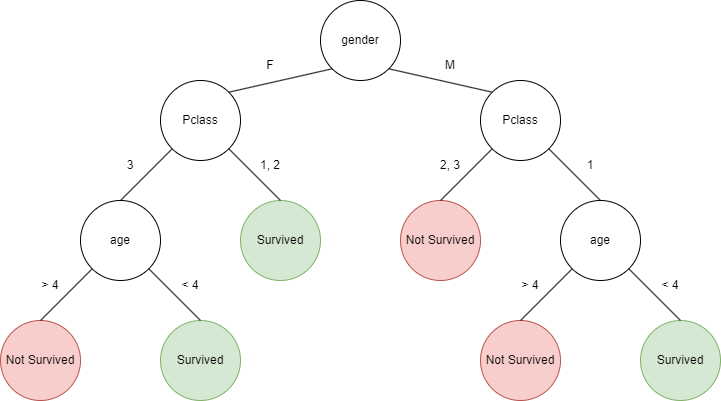 gender
F
M
Pclass
Pclass
3
1, 2
2, 3
1
age
Survived
Not Survived
age
> 4
< 4
> 4
< 4
Not Survived
Survived
Not Survived
Survived